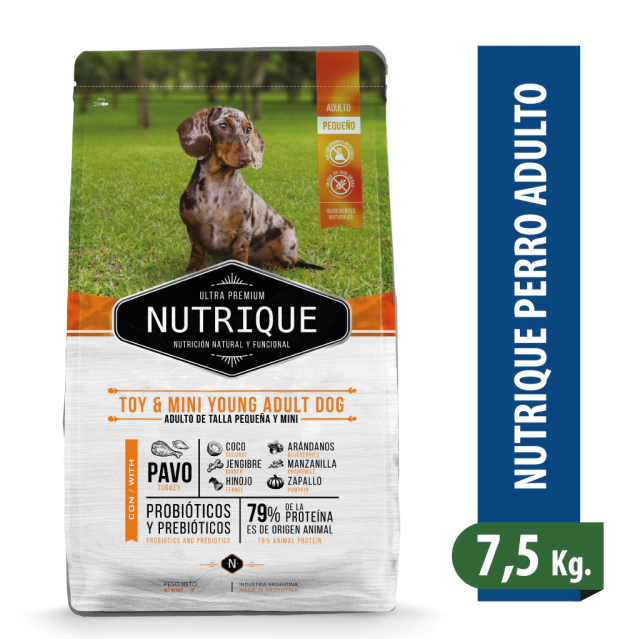 ADULTO
PEQUEÑO
INGREDIENTES
NATURALES
ULTRA PREMIUM
NUTRIQUE
NUTRICIÓN NATURAL Y FUNCIONAL
TOY & MINI YOUNG ADULT DOG
ADULTO DE TALLA PEQUEÑA Y MINI
CON / WITH
PAVO
TURKEY
COCO
COCONUT
JENGIBRE
GINGER
HINOJO
FENNEL
ARÁNDANOS
BLUEBERRIES
MANZANILLA
CHAMOMILE
ZAPALLO
PUMPKIN
PROBIÓTICOS
Y PREBIÓTICOS
PROBIOTICS AND PREBIOTICS
79% DE LA PROTEÍNA
ES DE ORIGEN ANIMAL
79% ANIMAL PROTEIN
N
PESO NETO
INDUSTRIA ARGENTINA
MADE IN ARGENTINA
NUTRIQUE PERRO ADULTO
7,5 Kg.